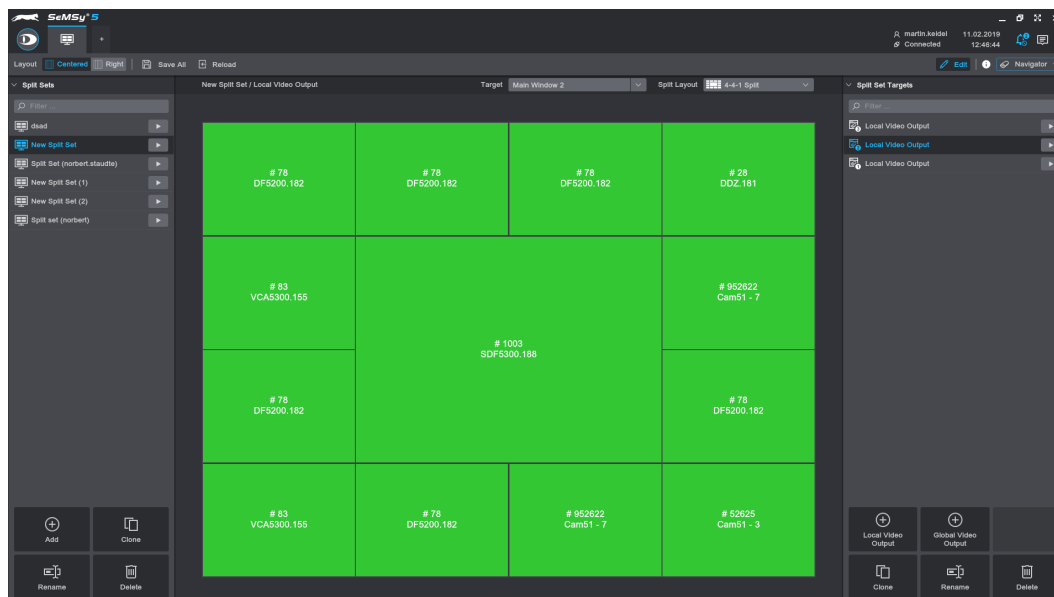 SeMSy® 5
martin.keidel 11.02.2019
Connected 12:46:44
Layout Centered Right Save All Reload Edit Navigator
Split Sets
Filter ...
dsad
New Split Set
Split Set (norbert.staudte)
New Split Set (1)
New Split Set (2)
Split set (norbert)
Add
Clone
Rename
Delete
New Split Set / Local Video Output
Target Main Window 2
Split Layout 4-4-1 Split
# 78
DF5200.182
# 78
DF5200.182
# 78
DF5200.182
# 28
DDZ.181
# 83
VCA5300.155
# 1003
SDF5300.188
# 952622
Cam51 - 7
# 78
DF5200.182
# 78
DF5200.182
# 83
VCA5300.155
# 78
DF5200.182
# 952622
Cam51 - 7
# 52625
Cam51 - 3
Split Set Targets
Filter ...
Local Video Output
Local Video Output
Local Video Output
Local Video
Output
Global Video
Output
Clone
Rename
Delete